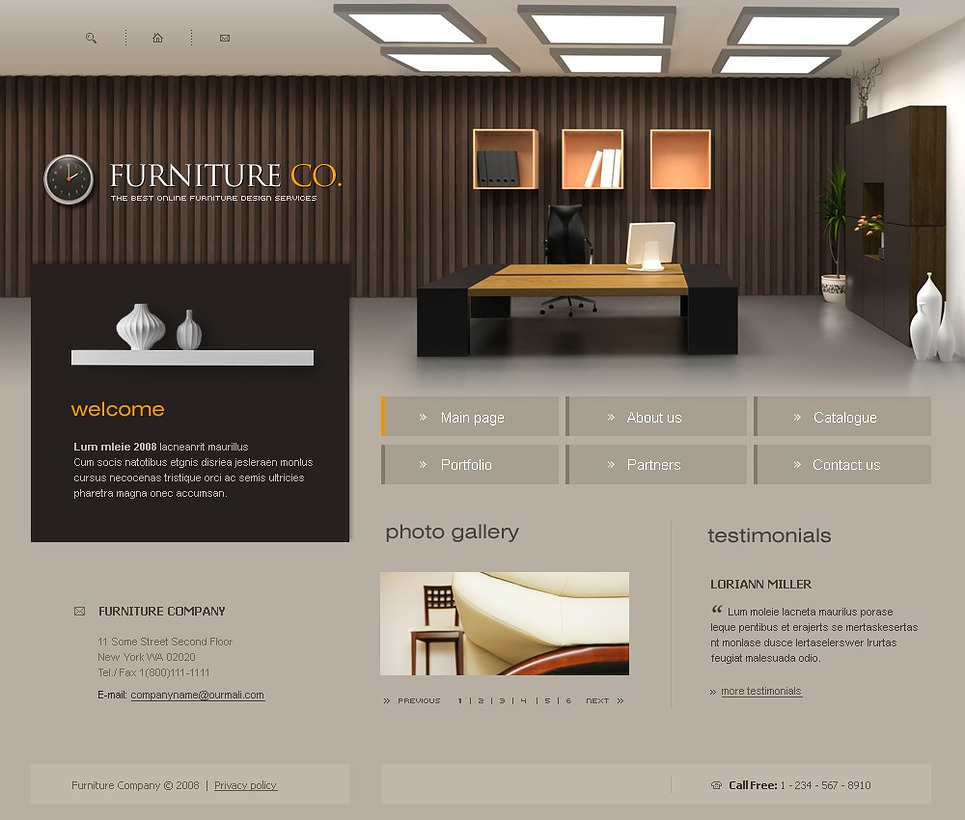 FURNITURE CO.
THE BEST ONLINE FURNITURE DESIGN SERVICES
welcome
Lum mleie 2008 lacneanrit maurillus
Cum socis natotibus etgnis disriea jesleraen monlus
cursus necocenas tristique orci ac semis ultricies
pharetra magna onec accumsan.
» Main page
» About us
» Catalogue
» Portfolio
» Partners
» Contact us
FURNITURE COMPANY
11 Some Street Second Floor
New York WA 02020
Tel./ Fax 1(800)111-1111
E-mail: companyname@ourmali.com
photo gallery
» PREVIOUS 1 | 2 | 3 | 4 | 5 | 6 NEXT »
testimonials
LORIANN MILLER
“ Lum moleie lacneta maurilus porase
leque pentibus et erajerts se mertaskesertas
nt monlase dusce lertaselerswer lrurtas
feugiat malesuada odio.
» more testimonials
Furniture Company © 2008 | Privacy policy
Call Free: 1 - 234 - 567 - 8910